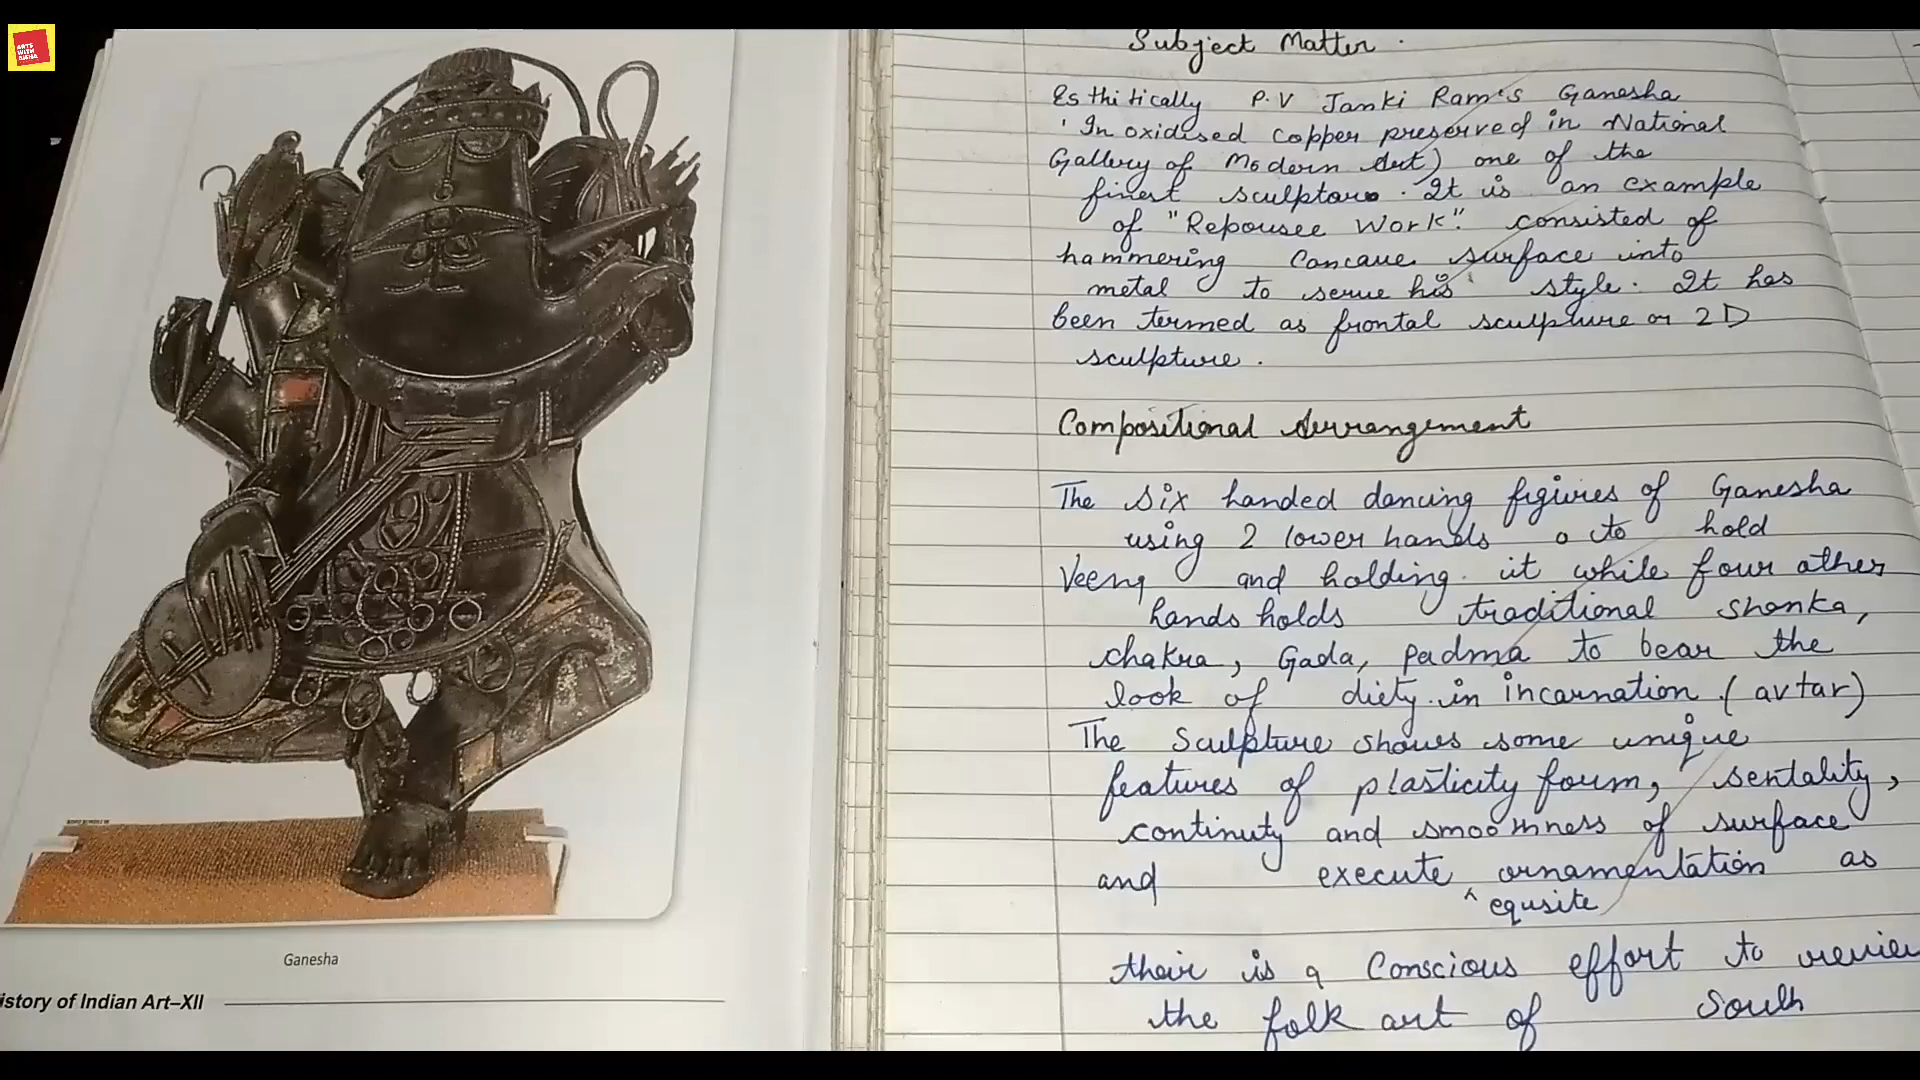 ARTS
WITH
Ganesha
istory of Indian Art–XII
Subject Matter.
Es thitically P.V Janki Ram's Ganesha
'In oxidised copper preserved in National
Gallery of Modern Art) one of the
finest sculpture. It is an example
of "Repousee Work". consisted of
hammering Concave surface into
metal to serve his style. It has
been termed as frontal sculpture or 2D
sculpture.
Compositional Arrangement
The six handed dancing figures of Ganesha
using 2 lower hands to hold
Veena and holding it while four other
hands holds traditional shanka,
chakra, Gada, padma to bear the
look of diety in incarnation (avtar)
The Sculpture shows some unique
features of plasticity form, sentality,
continuty and smoothness of surface
and execute ^ ornamentation as
equsite
their is a Conscious effort to
the folk art of South